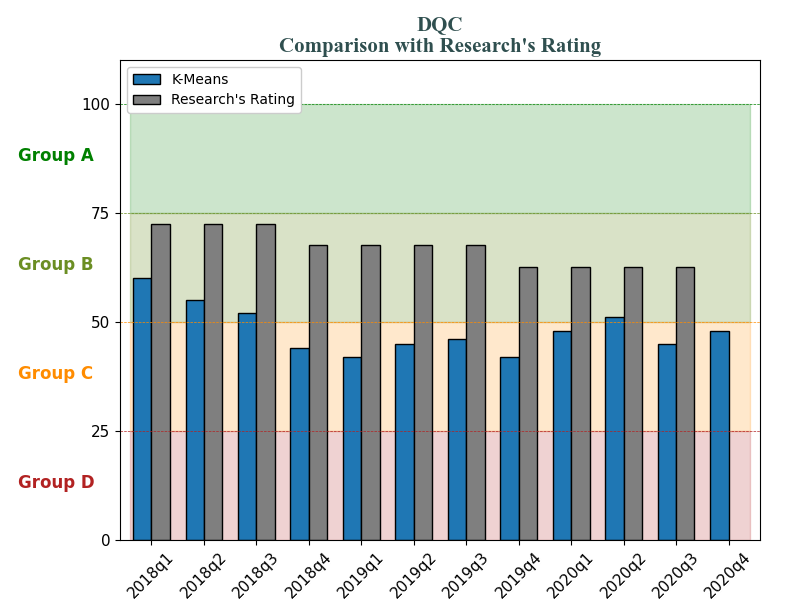 DQC
Comparison with Research's Rating
K-Means
Research's Rating
100
Group A
75
Group B
50
Group C
25
Group D
0
2018q1
2018q2
2018q3
2018q4
2019q1
2019q2
2019q3
2019q4
2020q1
2020q2
2020q3
2020q4